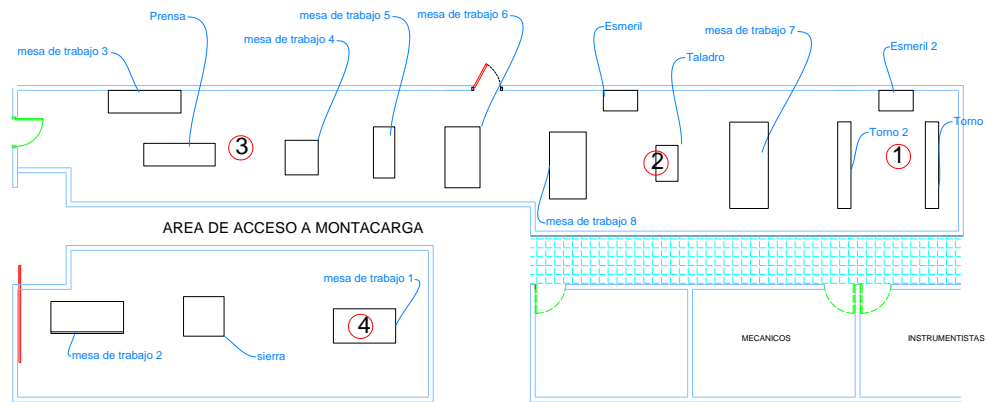 Prensa
mesa de trabajo 5
mesa de trabajo 6
Esmeril
mesa de trabajo 7
mesa de trabajo 3
mesa de trabajo 4
Taladro
Esmeril 2
3
2
1
Torno 2
Torno
mesa de trabajo 8
AREA DE ACCESO A MONTACARGA
mesa de trabajo 1
4
mesa de trabajo 2
sierra
MECANICOS
INSTRUMENTISTAS